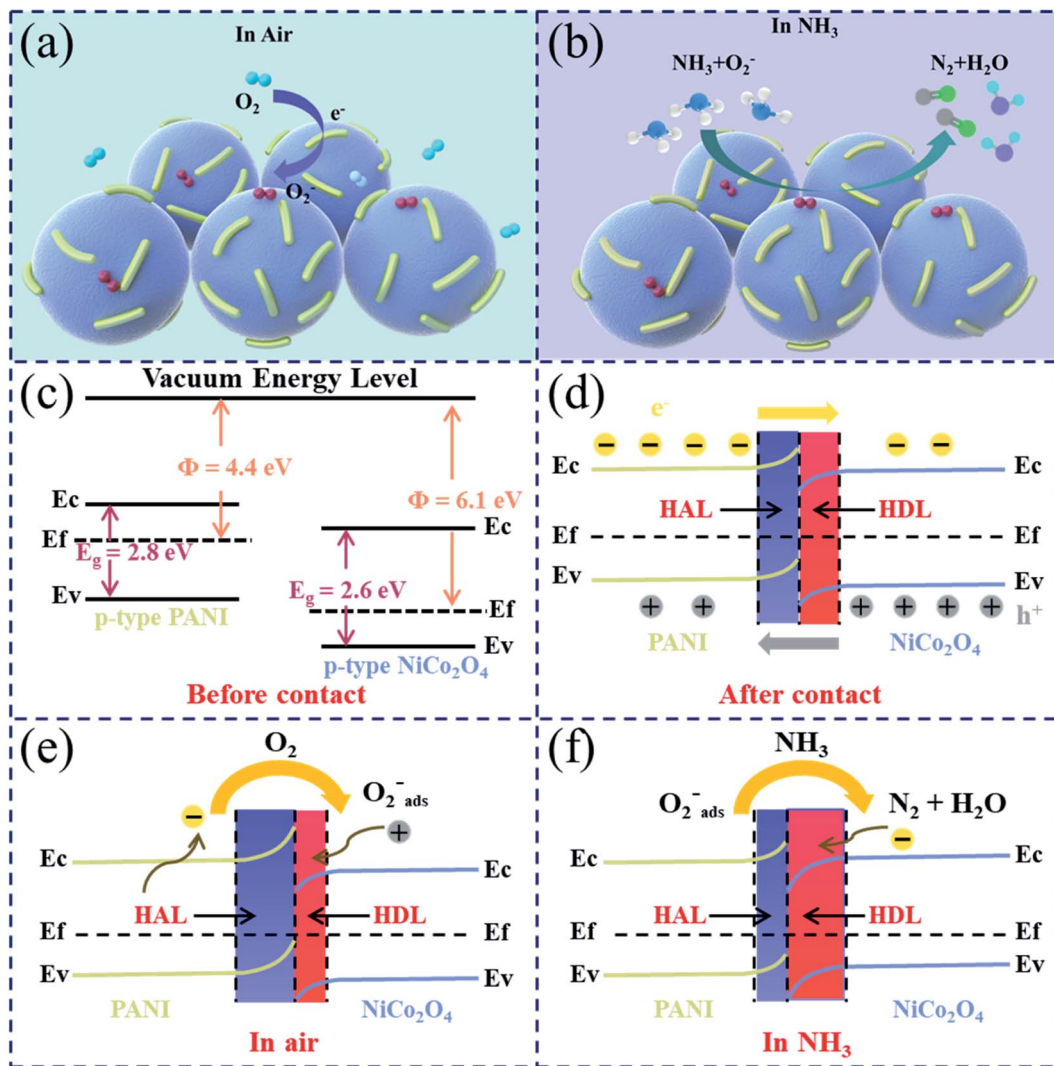 (a)
In Air
O₂
e⁻
O₂⁻
(b)
In NH₃
NH₃+O₂⁻
N₂+H₂O
(c)
Vacuum Energy Level
Φ = 4.4 eV
Φ = 6.1 eV
Ec
Ec
Ef
E_g = 2.8 eV
E_g = 2.6 eV
Ef
Ev
p-type PANI
Ev
p-type NiCo₂O₄
Before contact
(d)
e⁻
Ec
Ec
HAL
HDL
Ef
Ef
Ev
Ev
h⁺
PANI
NiCo₂O₄
After contact
(e)
O₂
O₂⁻ads
Ec
Ec
HAL
HDL
Ef
Ef
Ev
Ev
PANI
NiCo₂O₄
In air
(f)
NH₃
O₂⁻ads
N₂ + H₂O
Ec
Ec
HAL
HDL
Ef
Ef
Ev
Ev
PANI
NiCo₂O₄
In NH₃